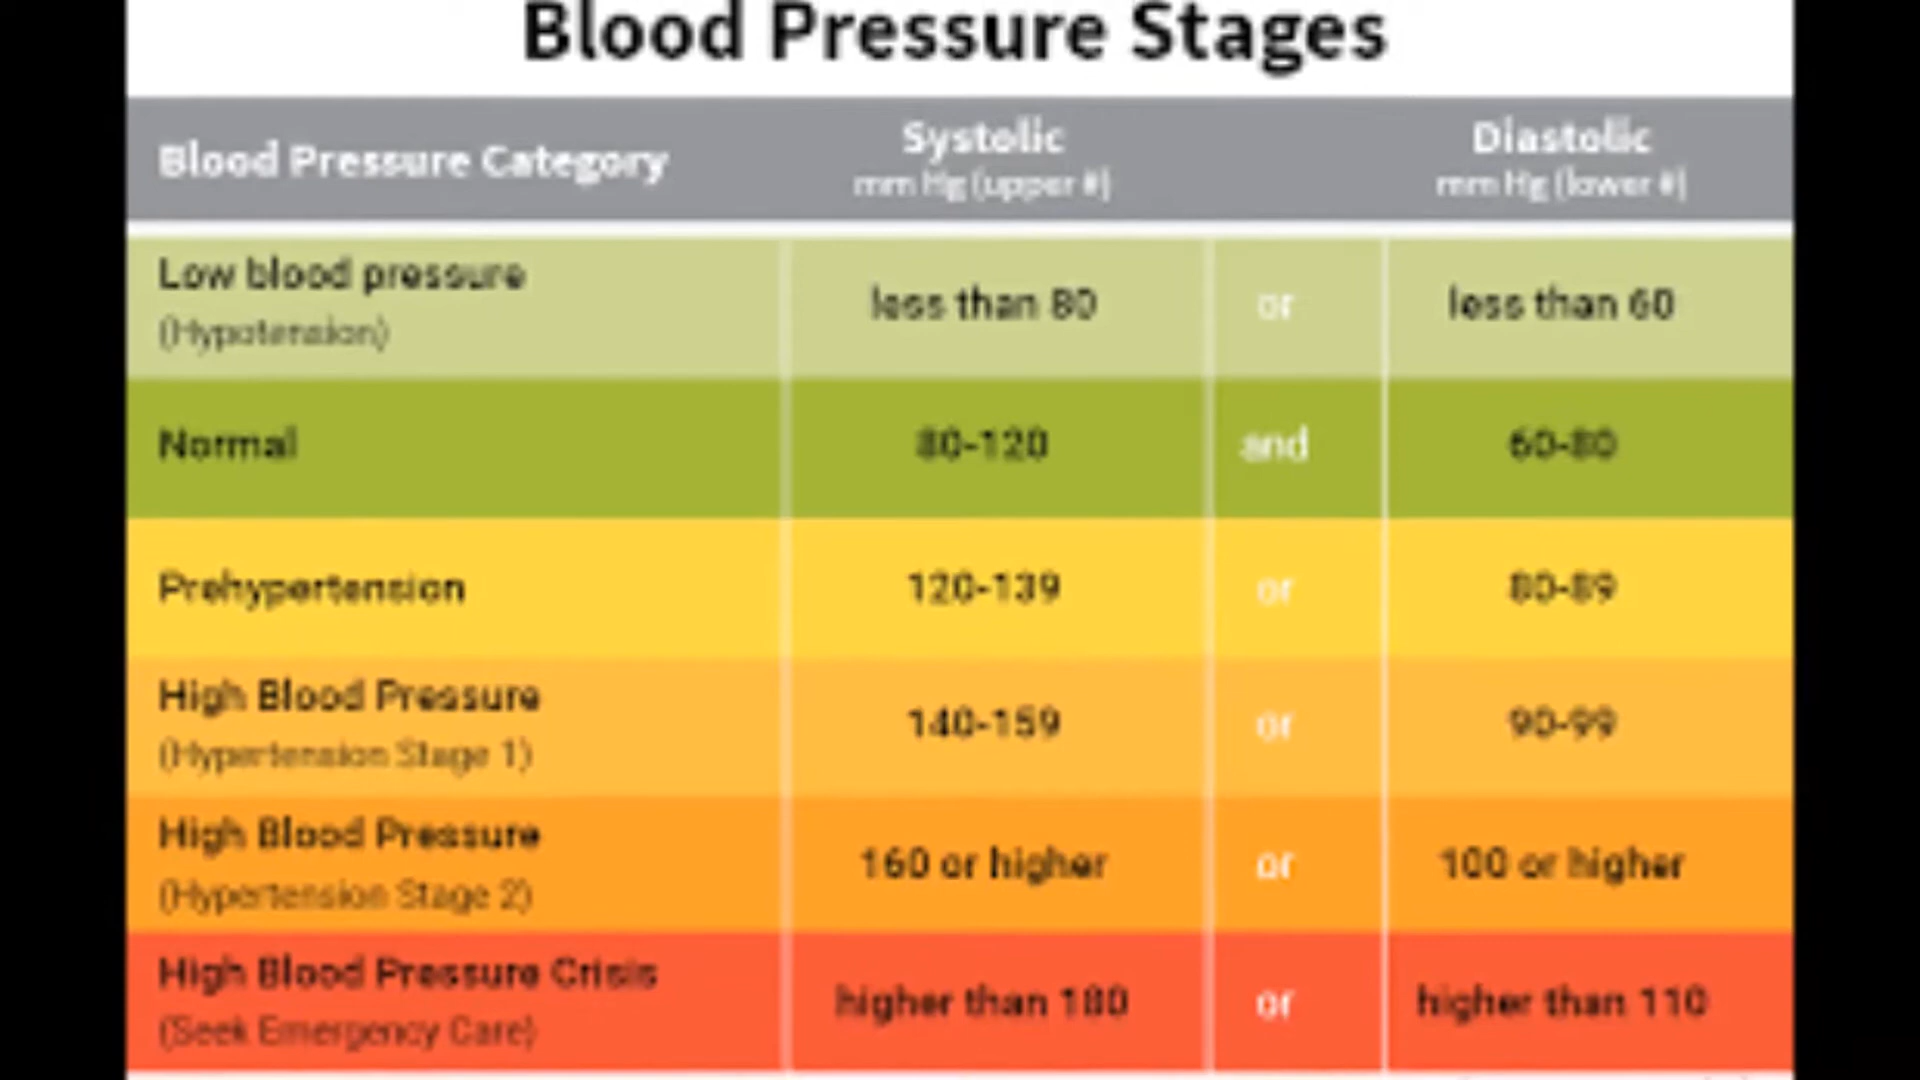 Blood Pressure Stages
Blood Pressure Category
Systolic
mm Hg (upper #)
Diastolic
mm Hg (lower #)
Low blood pressure
(Hypotension)
less than 80
or
less than 60
Normal
80-120
and
60-80
Prehypertension
120-139
or
80-89
High Blood Pressure
(Hypertension Stage 1)
140-159
or
90-99
High Blood Pressure
(Hypertension Stage 2)
160 or higher
or
100 or higher
High Blood Pressure Crisis
(Seek Emergency Care)
higher than 180
or
higher than 110